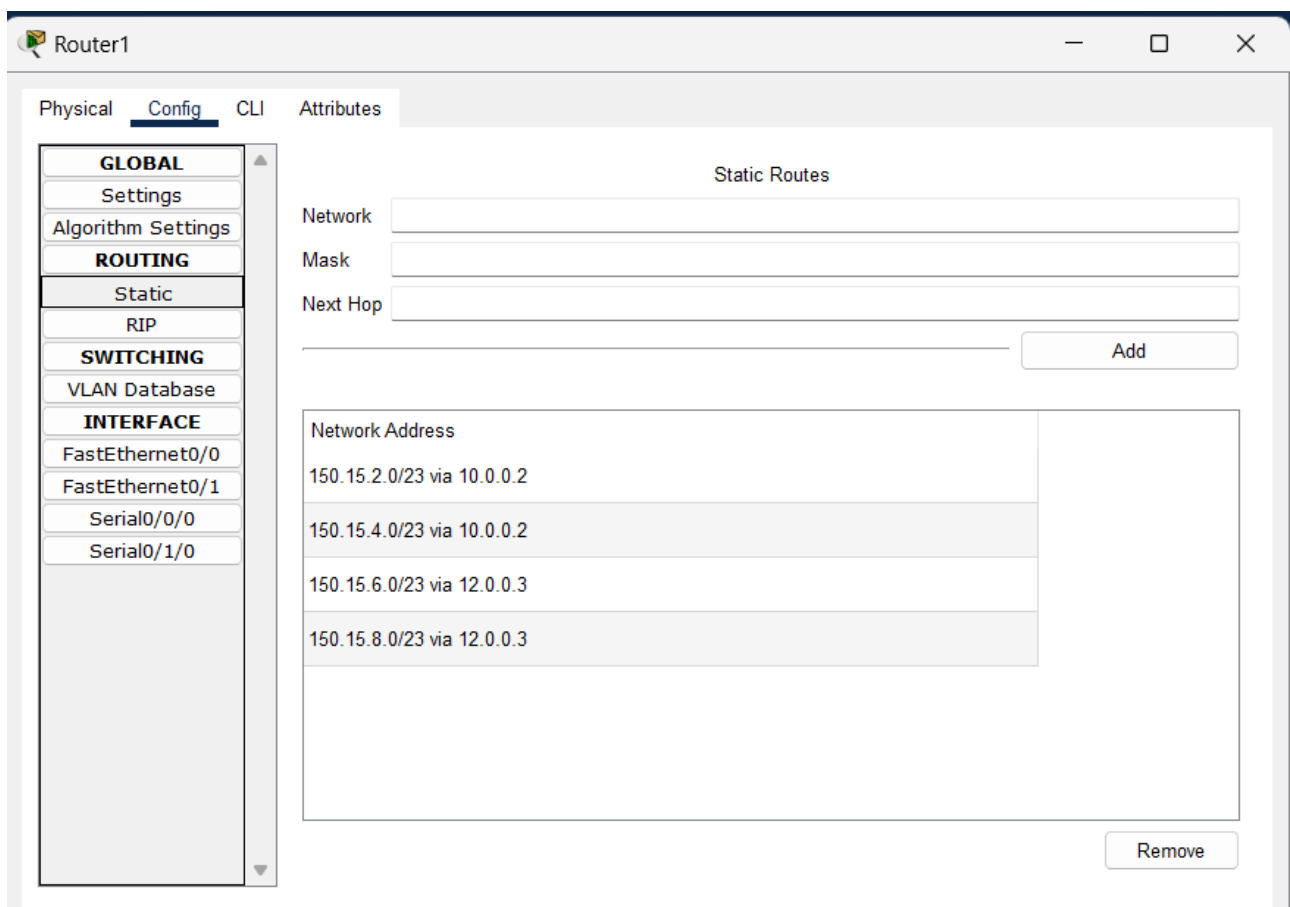 Router1
Physical Config CLI Attributes
GLOBAL
Settings
Algorithm Settings
ROUTING
Static
RIP
SWITCHING
VLAN Database
INTERFACE
FastEthernet0/0
FastEthernet0/1
Serial0/0/0
Serial0/1/0
Static Routes
Network
Mask
Next Hop
Add
Network Address
150.15.2.0/23 via 10.0.0.2
150.15.4.0/23 via 10.0.0.2
150.15.6.0/23 via 12.0.0.3
150.15.8.0/23 via 12.0.0.3
Remove